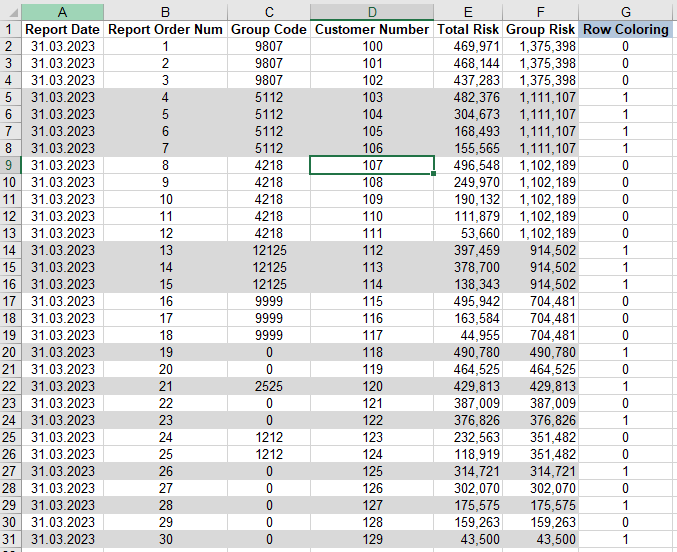 A B C D E F G
1 Report Date Report Order Num Group Code Customer Number Total Risk Group Risk Row Coloring
2 31.03.2023 1 9807 100 469,971 1,375,398 0
3 31.03.2023 2 9807 101 468,144 1,375,398 0
4 31.03.2023 3 9807 102 437,283 1,375,398 0
5 31.03.2023 4 5112 103 482,376 1,111,107 1
6 31.03.2023 5 5112 104 304,673 1,111,107 1
7 31.03.2023 6 5112 105 168,493 1,111,107 1
8 31.03.2023 7 5112 106 155,565 1,111,107 1
9 31.03.2023 8 4218 107 496,548 1,102,189 0
10 31.03.2023 9 4218 108 249,970 1,102,189 0
11 31.03.2023 10 4218 109 190,132 1,102,189 0
12 31.03.2023 11 4218 110 111,879 1,102,189 0
13 31.03.2023 12 4218 111 53,660 1,102,189 0
14 31.03.2023 13 12125 112 397,459 914,502 1
15 31.03.2023 14 12125 113 378,700 914,502 1
16 31.03.2023 15 12125 114 138,343 914,502 1
17 31.03.2023 16 9999 115 495,942 704,481 0
18 31.03.2023 17 9999 116 163,584 704,481 0
19 31.03.2023 18 9999 117 44,955 704,481 0
20 31.03.2023 19 0 118 490,780 490,780 1
21 31.03.2023 20 0 119 464,525 464,525 0
22 31.03.2023 21 2525 120 429,813 429,813 1
23 31.03.2023 22 0 121 387,009 387,009 0
24 31.03.2023 23 0 122 376,826 376,826 1
25 31.03.2023 24 1212 123 232,563 351,482 0
26 31.03.2023 25 1212 124 118,919 351,482 0
27 31.03.2023 26 0 125 314,721 314,721 1
28 31.03.2023 27 0 126 302,070 302,070 0
29 31.03.2023 28 0 127 175,575 175,575 1
30 31.03.2023 29 0 128 159,263 159,263 0
31 31.03.2023 30 0 129 43,500 43,500 1